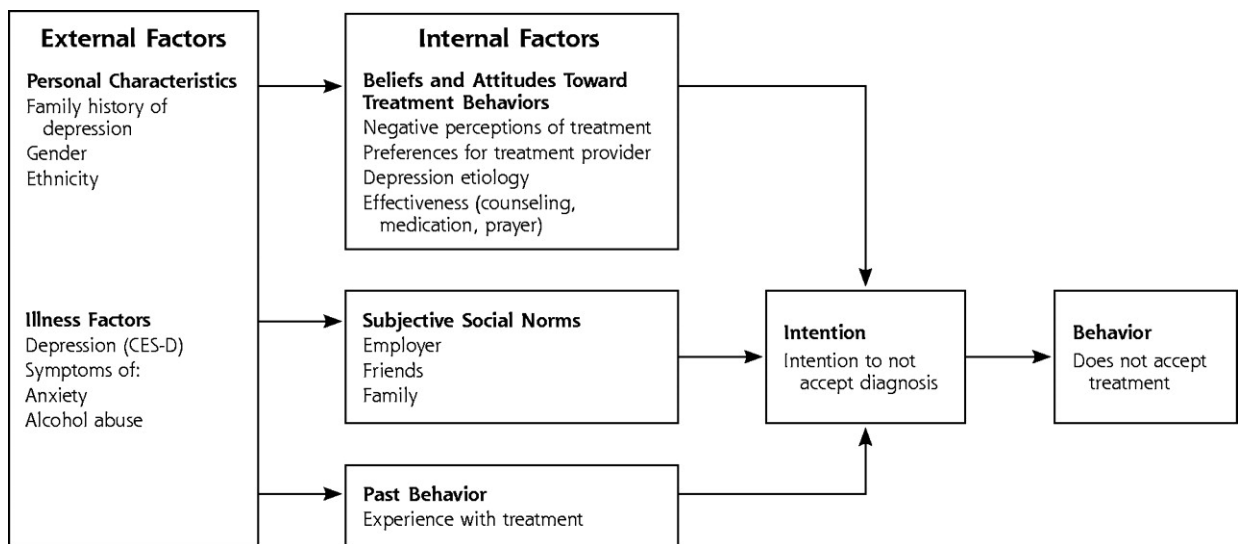 External Factors
Personal Characteristics
Family history of
depression
Gender
Ethnicity
Illness Factors
Depression (CES-D)
Symptoms of:
Anxiety
Alcohol abuse
Internal Factors
Beliefs and Attitudes Toward
Treatment Behaviors
Negative perceptions of treatment
Preferences for treatment provider
Depression etiology
Effectiveness (counseling,
medication, prayer)
Subjective Social Norms
Employer
Friends
Family
Past Behavior
Experience with treatment
Intention
Intention to not
accept diagnosis
Behavior
Does not accept
treatment